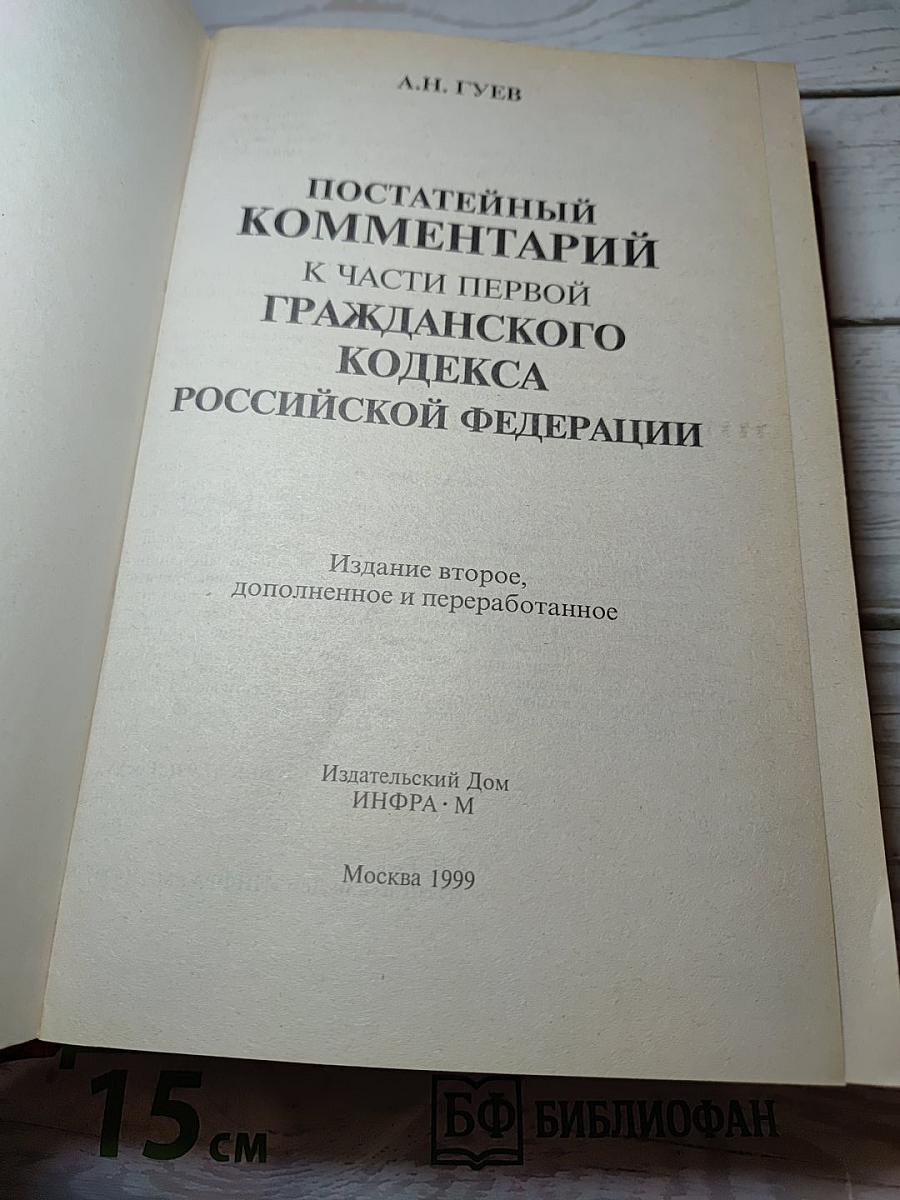 А.Н. ГУЕВ
ПОСТАТЕЙНЫЙ
КОММЕНТАРИЙ
К ЧАСТИ ПЕРВОЙ
ГРАЖДАНСКОГО
КОДЕКСА
РОССИЙСКОЙ ФЕДЕРАЦИИ
Издание второе,
дополненное и переработанное
Издательский Дом
ИНФРА · М
Москва 1999
15 см
БФ БИБЛИОФАН